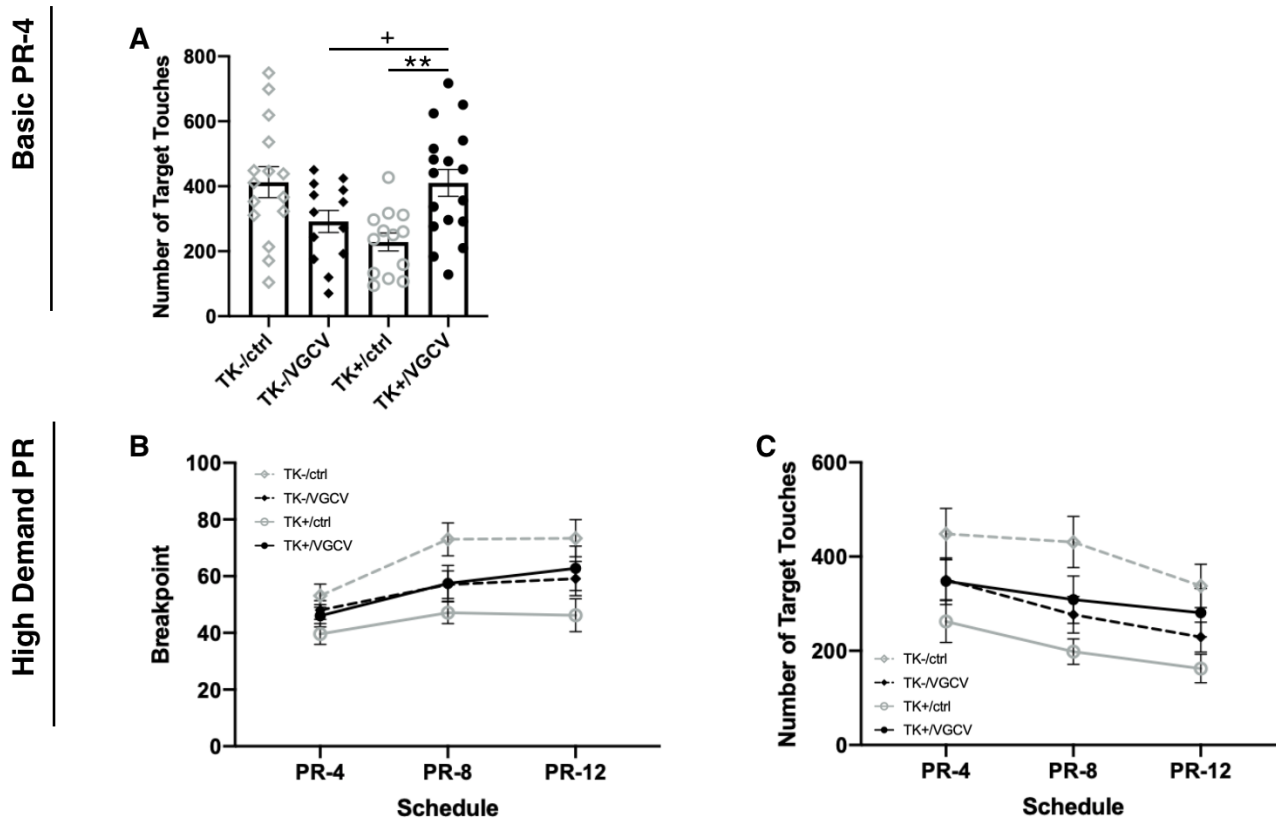 Basic PR-4
A
+
**
Number of Target Touches
800
600
400
200
0
TK-/ctrl
TK-/VGCV
TK+/ctrl
TK+/VGCV
High Demand PR
B
Breakpoint
100
80
60
40
20
0
TK-/ctrl
TK-/VGCV
TK+/ctrl
TK+/VGCV
PR-4 PR-8 PR-12
Schedule
C
Number of Target Touches
600
400
200
0
TK-/ctrl
TK-/VGCV
TK+/ctrl
TK+/VGCV
PR-4 PR-8 PR-12
Schedule